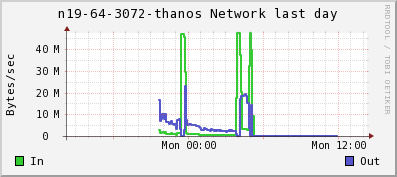 n19-64-3072-thanos Network last day
RRDTOOL / TOBI OETIKER
Bytes/sec
40 M
30 M
20 M
10 M
0
Mon 00:00 Mon 12:00
In Out